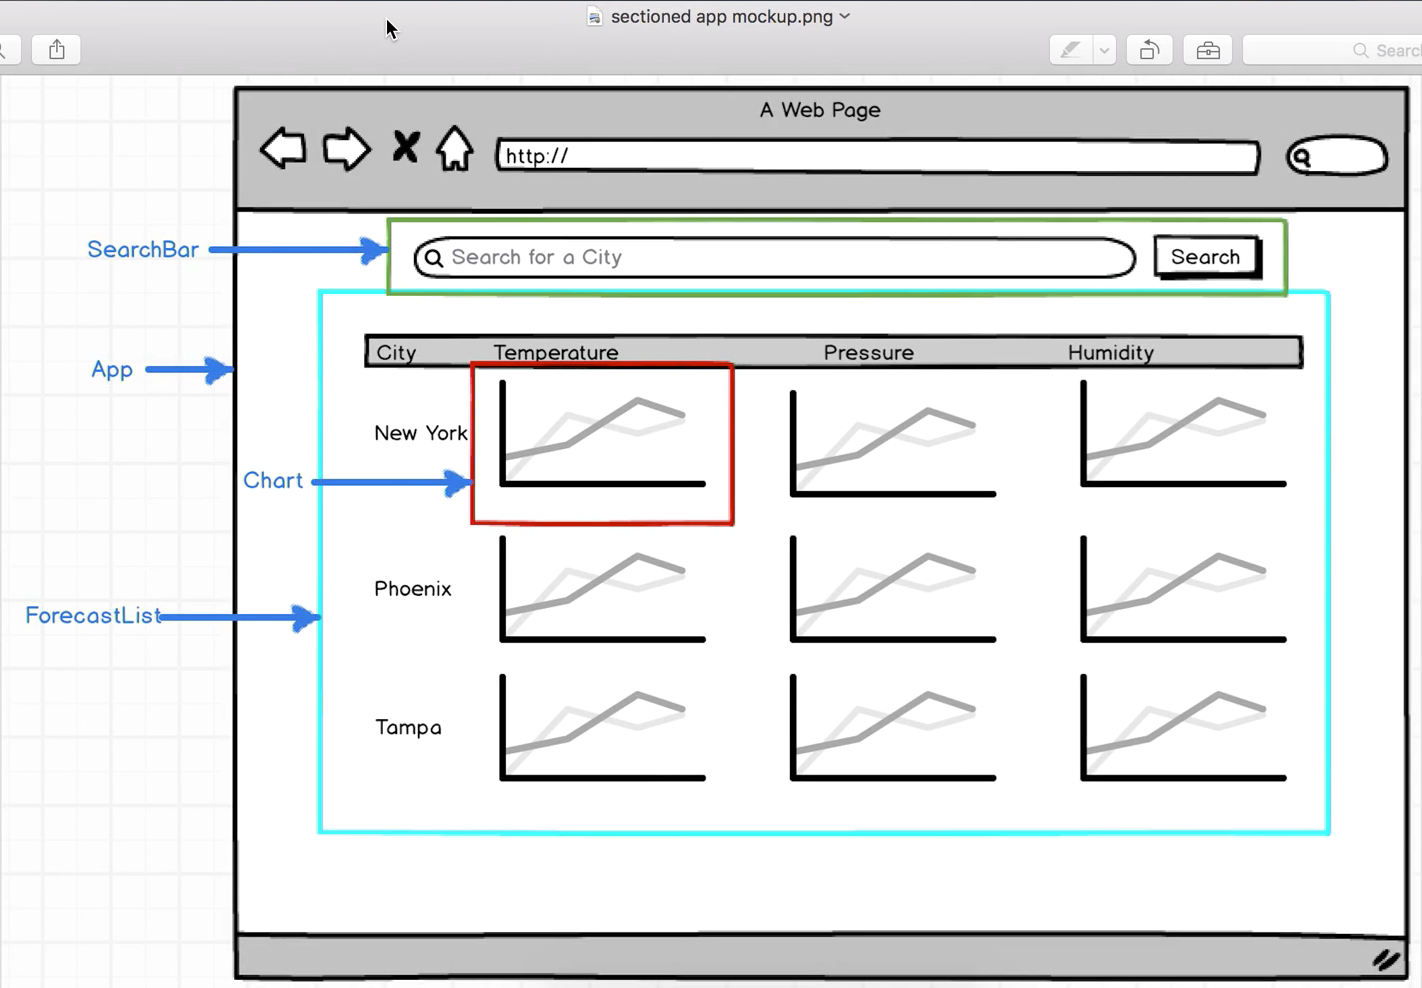 sectioned app mockup.png
Search
A Web Page
http://
SearchBar
Search for a City
Search
App
City Temperature Pressure Humidity
New York
Chart
Phoenix
ForecastList
Tampa